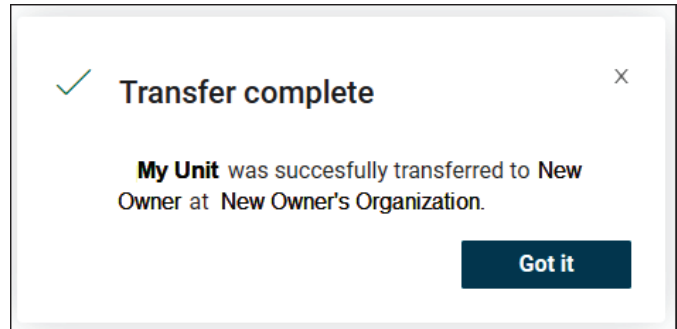 Transfer complete
X
My Unit was succesfully transferred to New
Owner at New Owner's Organization.
Got it